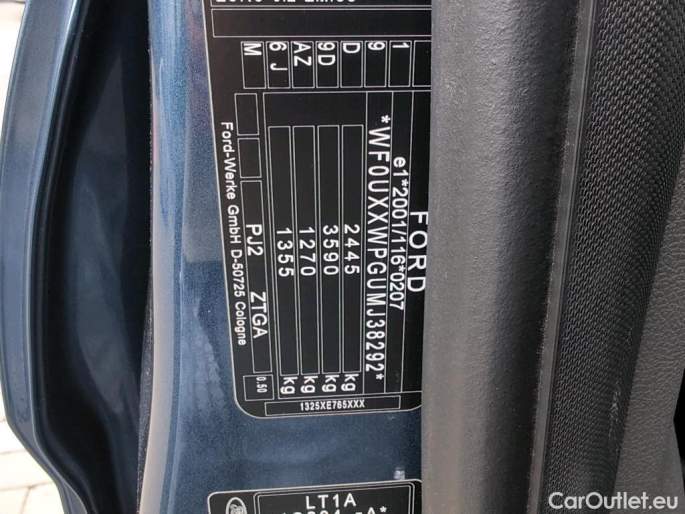 FORD
e1*2001/116*0207
*WF0UXXWPGUMJ38292*
2445 kg
3590 kg
1270 kg
1355 kg
PJ2 ZTGA 0.50
Ford-Werke GmbH D-50725 Cologne
1
9
D
9D
AZ
6J
M
1325XE765XXX
LT1A
CarOutlet.eu